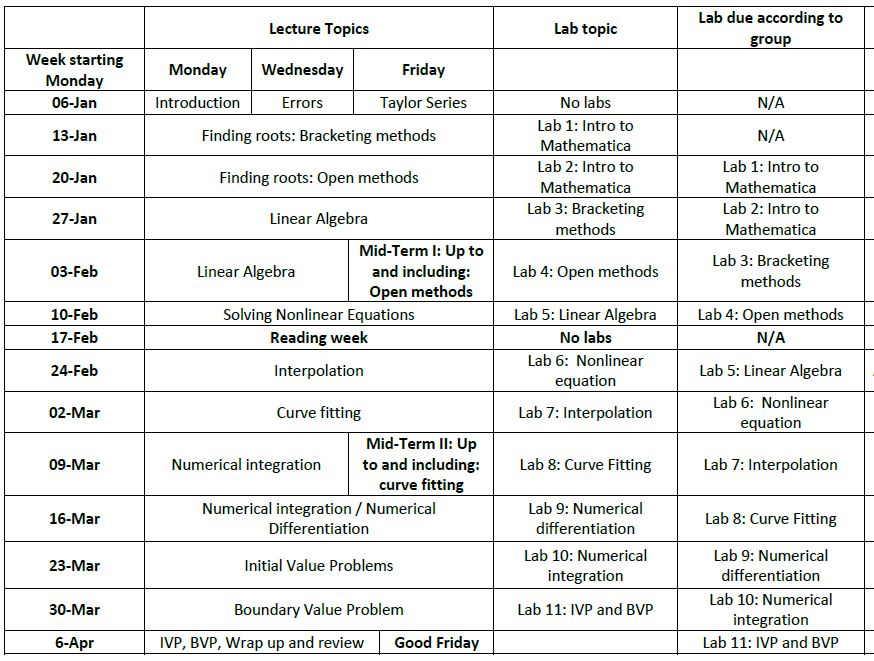 Lecture Topics
Lab topic
Lab due according to
group
Week starting
Monday
Monday
Wednesday
Friday
06-Jan
Introduction
Errors
Taylor Series
No labs
N/A
13-Jan
Finding roots: Bracketing methods
Lab 1: Intro to
Mathematica
N/A
20-Jan
Finding roots: Open methods
Lab 2: Intro to
Mathematica
Lab 1: Intro to
Mathematica
27-Jan
Linear Algebra
Lab 3: Bracketing
methods
Lab 2: Intro to
Mathematica
03-Feb
Linear Algebra
Mid-Term I: Up to
and including:
Open methods
Lab 4: Open methods
Lab 3: Bracketing
methods
10-Feb
Solving Nonlinear Equations
Lab 5: Linear Algebra
Lab 4: Open methods
17-Feb
Reading week
No labs
N/A
24-Feb
Interpolation
Lab 6: Nonlinear
equation
Lab 5: Linear Algebra
02-Mar
Curve fitting
Lab 7: Interpolation
Lab 6: Nonlinear
equation
09-Mar
Numerical integration
Mid-Term II: Up
to and including:
curve fitting
Lab 8: Curve Fitting
Lab 7: Interpolation
16-Mar
Numerical integration / Numerical
Differentiation
Lab 9: Numerical
differentiation
Lab 8: Curve Fitting
23-Mar
Initial Value Problems
Lab 10: Numerical
integration
Lab 9: Numerical
differentiation
30-Mar
Boundary Value Problem
Lab 11: IVP and BVP
Lab 10: Numerical
integration
6-Apr
IVP, BVP, Wrap up and review
Good Friday
Lab 11: IVP and BVP